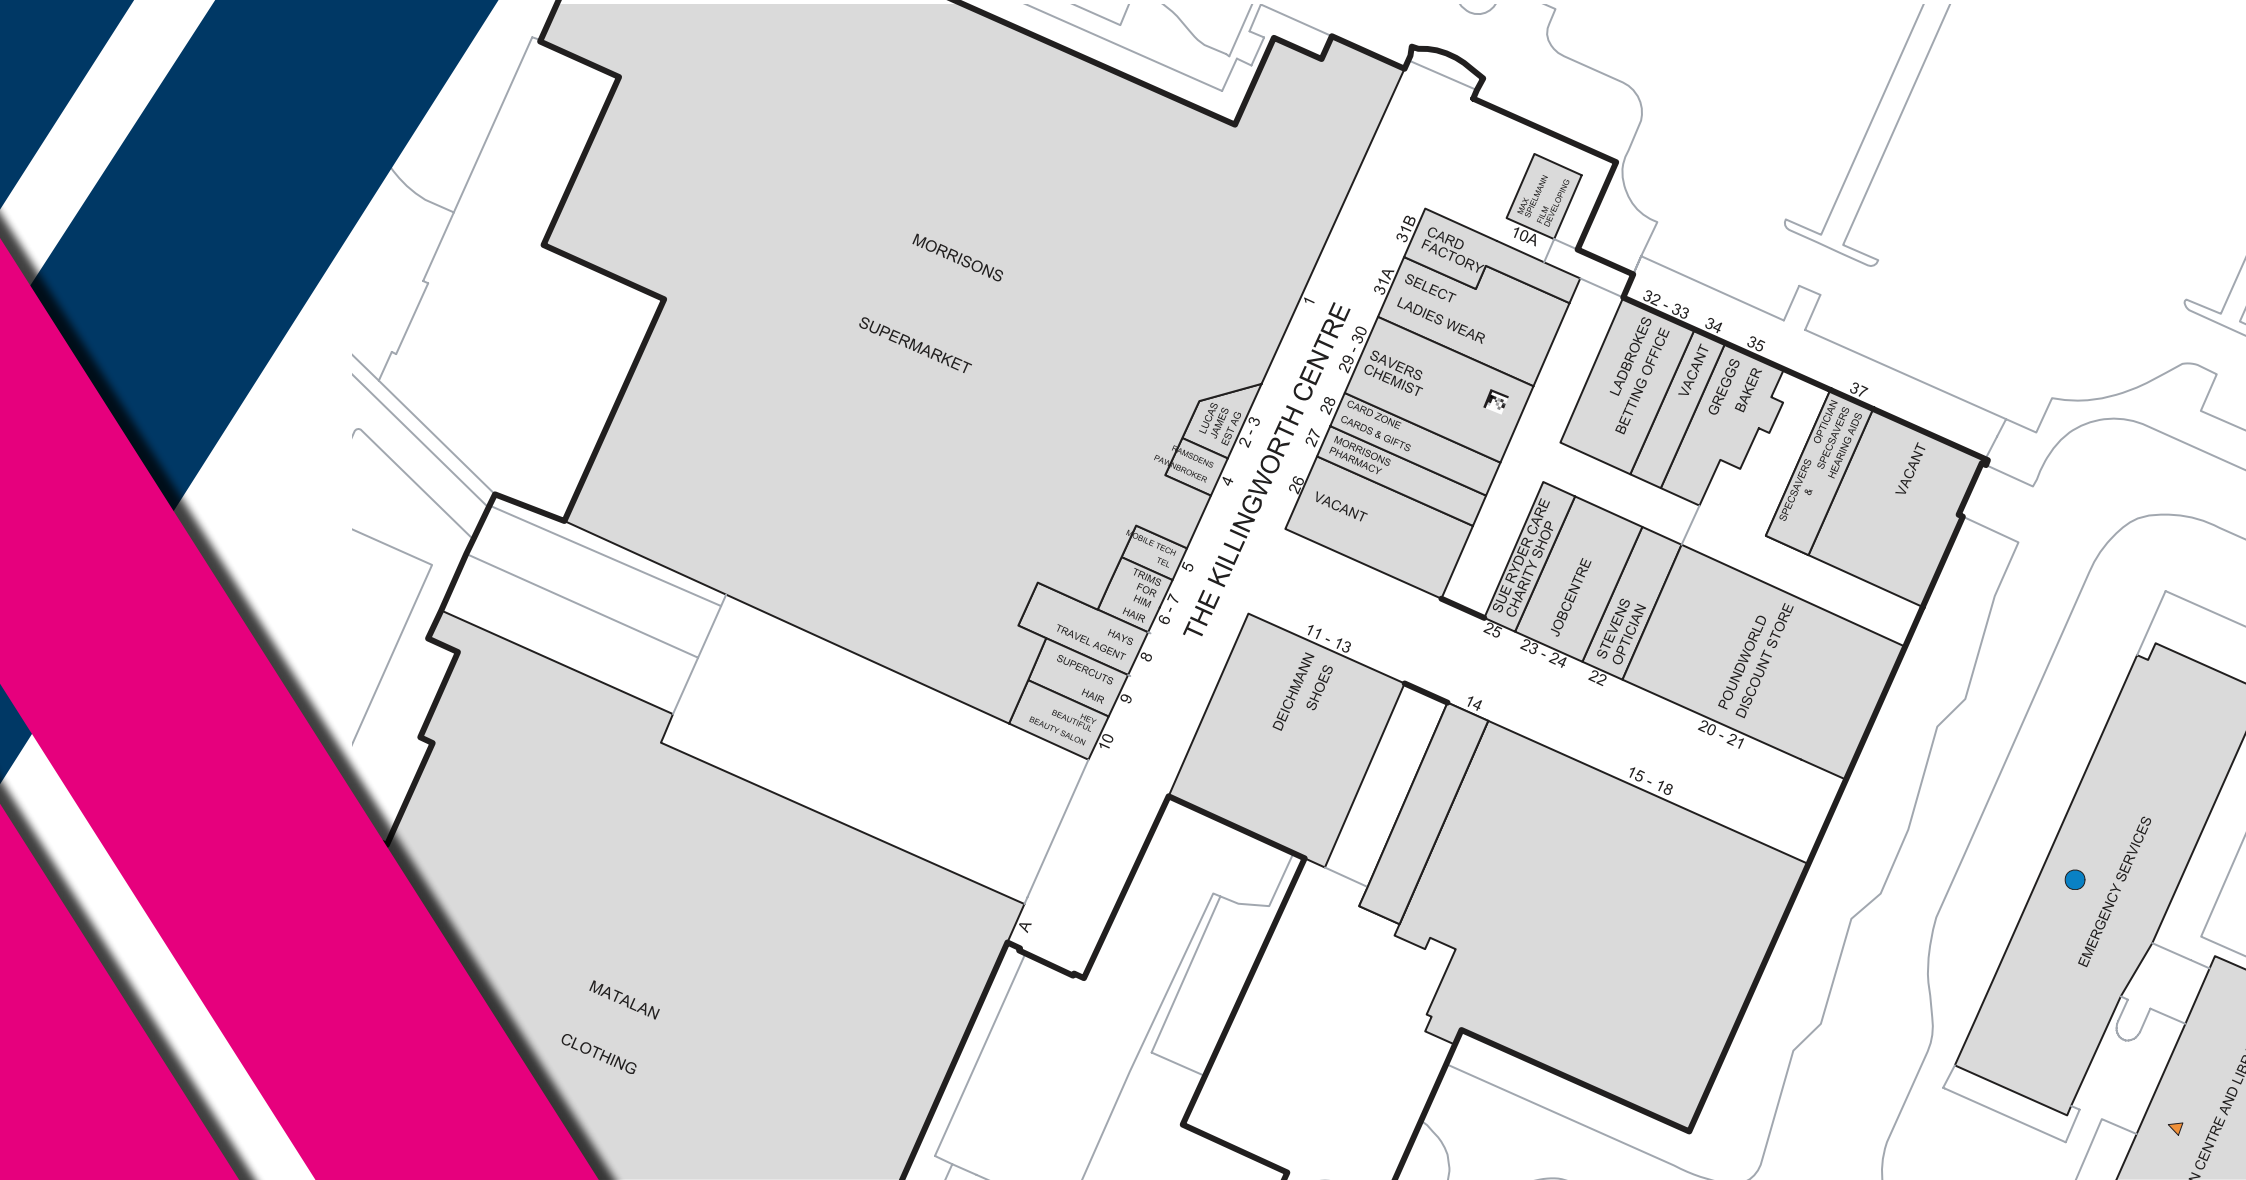 MORRISONS
SUPERMARKET
1
THE KILLINGWORTH CENTRE
LUCAS
JAMES
EST AG
2 - 3
RAMSDENS
PAWNBROKER
4
MOBILE TECH
TEL
5
TRIMS
FOR
HIM
HAIR
6 - 7
HAYS
TRAVEL AGENT
8
SUPERCUTS
HAIR
9
HEY
BEAUTIFUL
BEAUTY SALON
10
MATALAN
CLOTHING
A
MAX
SPIELMANN
FILM
DEVELOPING
10A
31B
CARD
FACTORY
31A
SELECT
LADIES WEAR
29 - 30
SAVERS
CHEMIST
28
CARD ZONE
CARDS & GIFTS
27
MORRISONS
PHARMACY
26
VACANT
32 - 33
LADBROKES
BETTING OFFICE
34
VACANT
35
GREGGS
BAKER
37
SPECSAVERS OPTICIAN
& SPECSAVERS
HEARING AIDS
VACANT
SUE RYDER CARE
CHARITY SHOP
25
JOBCENTRE
23 - 24
STEVENS
OPTICIAN
22
POUNDWORLD
DISCOUNT STORE
20 - 21
11 - 13
DEICHMANN
SHOES
14
15 - 18
EMERGENCY SERVICES
N CENTRE AND LIBR